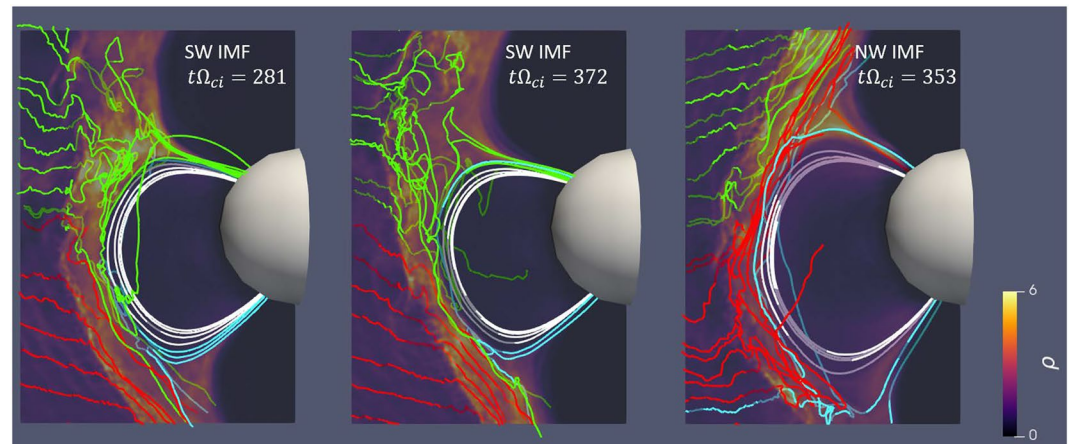 SW IMF
tΩci = 281
SW IMF
tΩci = 372
NW IMF
tΩci = 353
6
ρ
0